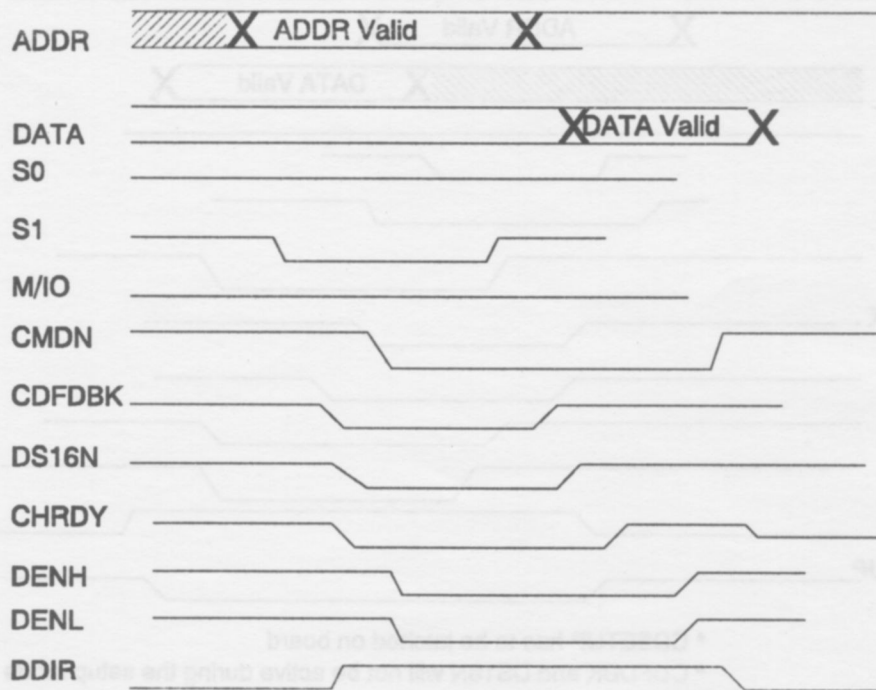 ADDR ADDR Valid
DATA DATA Valid
S0
S1
M/IO
CMDN
CDFDBK
DS16N
CHRDY
DENH
DENL
DDIR